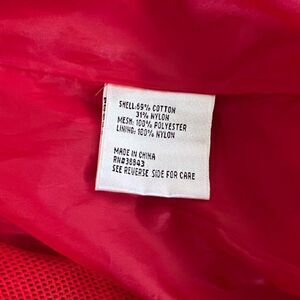 SHELL: 69% COTTON
31% NYLON
MESH: 100% POLYESTER
LINING: 100% NYLON
MADE IN CHINA
RN#38843
SEE REVERSE SIDE FOR CARE